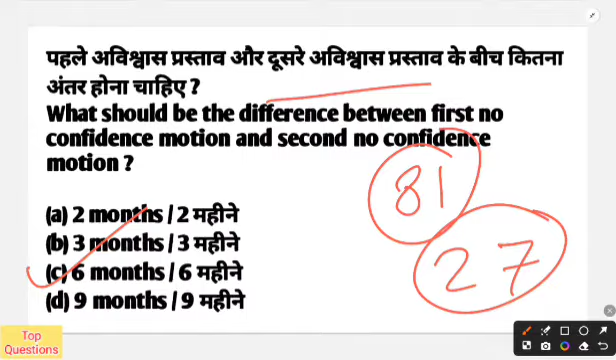 पहले अविश्वास प्रस्ताव और दूसरे अविश्वास प्रस्ताव के बीच कितना
अंतर होना चाहिए ?
What should be the difference between first no
confidence motion and second no confidence
motion ?
(a) 2 months / 2 महीने
(b) 3 months / 3 महीने
(c) 6 months / 6 महीने
(d) 9 months / 9 महीने
81
27
Top
Questions